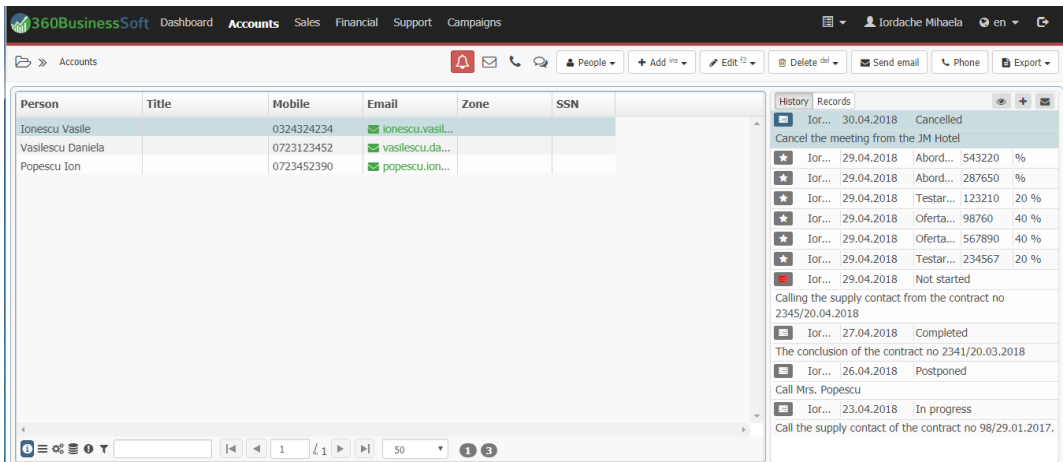 360BusinessSoft Dashboard Accounts Sales Financial Support Campaigns Iordache Mihaela en
Accounts People Add ins Edit f2 Delete del Send email Phone Export
Person Title Mobile Email Zone SSN
Ionescu Vasile 0324324234 ionescu.vasil...
Vasilescu Daniela 0723123452 vasilescu.da...
Popescu Ion 0723452390 popescu.ion...
1 / 1 50 1 3
History Records
Ior... 30.04.2018 Cancelled
Cancel the meeting from the JM Hotel
Ior... 29.04.2018 Abord... 543220 %
Ior... 29.04.2018 Abord... 287650 %
Ior... 29.04.2018 Testar... 123210 20 %
Ior... 29.04.2018 Oferta... 98760 40 %
Ior... 29.04.2018 Oferta... 567890 40 %
Ior... 29.04.2018 Testar... 234567 20 %
Ior... 29.04.2018 Not started
Calling the supply contact from the contract no
2345/20.04.2018
Ior... 27.04.2018 Completed
The conclusion of the contract no 2341/20.03.2018
Ior... 26.04.2018 Postponed
Call Mrs. Popescu
Ior... 23.04.2018 In progress
Call the supply contact of the contract no 98/29.01.2017.